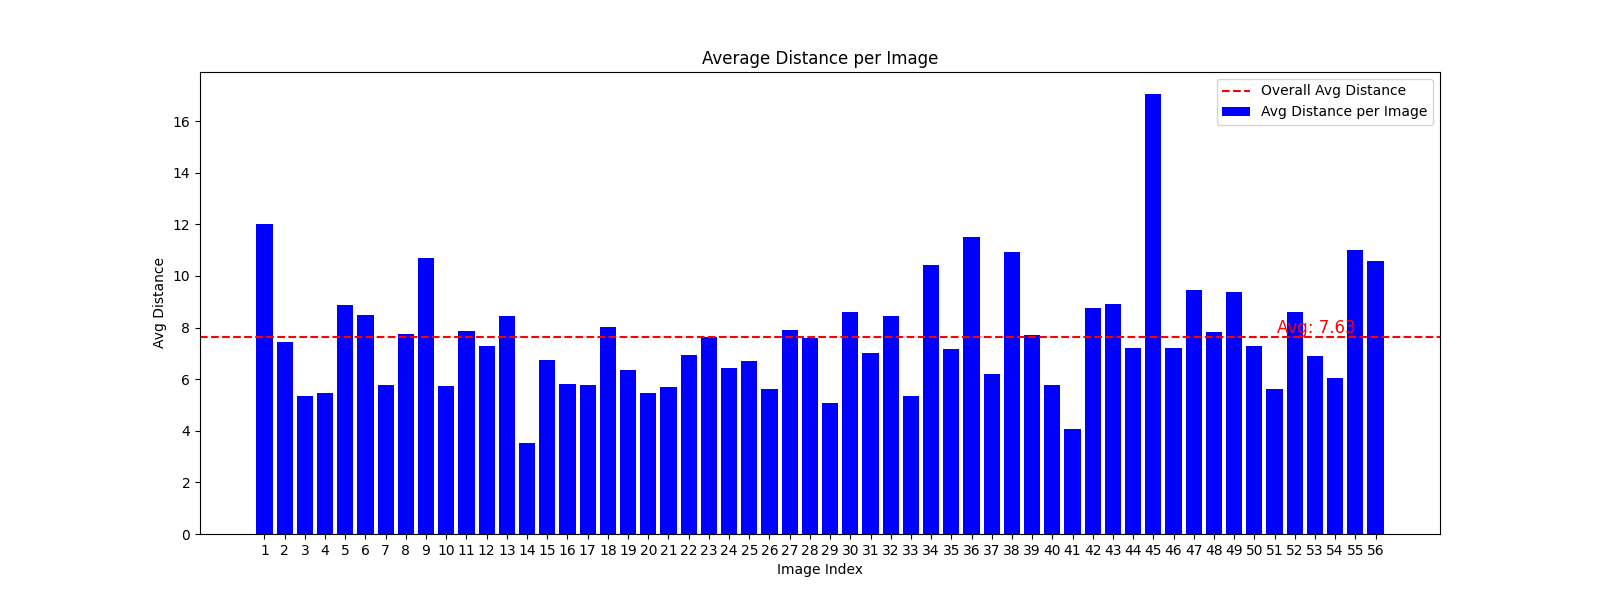 Average Distance per Image
Overall Avg Distance
Avg Distance per Image
Avg Distance
16
14
12
10
8
6
4
2
0
Avg: 7.63
1 2 3 4 5 6 7 8 9 10 11 12 13 14 15 16 17 18 19 20 21 22 23 24 25 26 27 28 29 30 31 32 33 34 35 36 37 38 39 40 41 42 43 44 45 46 47 48 49 50 51 52 53 54 55 56
Image Index